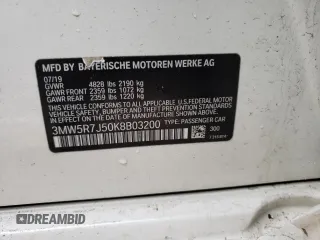 MFD BY BAYERISCHE MOTOREN WERKE AG
07/19
GVWR 4828 lbs 2190 kg
GAWR FRONT 2359 lbs 1072 kg
GAWR REAR 2359 lbs 1220 kg
THIS VEHICLE CONFORMS TO ALL APPLICABLE FEDERAL
MOTOR VEHICLE SAFETY, BUMPER, AND THEFT PREVENTION
STANDARDS IN EFFECT ON THE DATE OF MANUFACTURE SHOWN ABOVE.
3MW5R7J50K8B03200 TYPE: PASSENGER CAR
300
DREAMBID